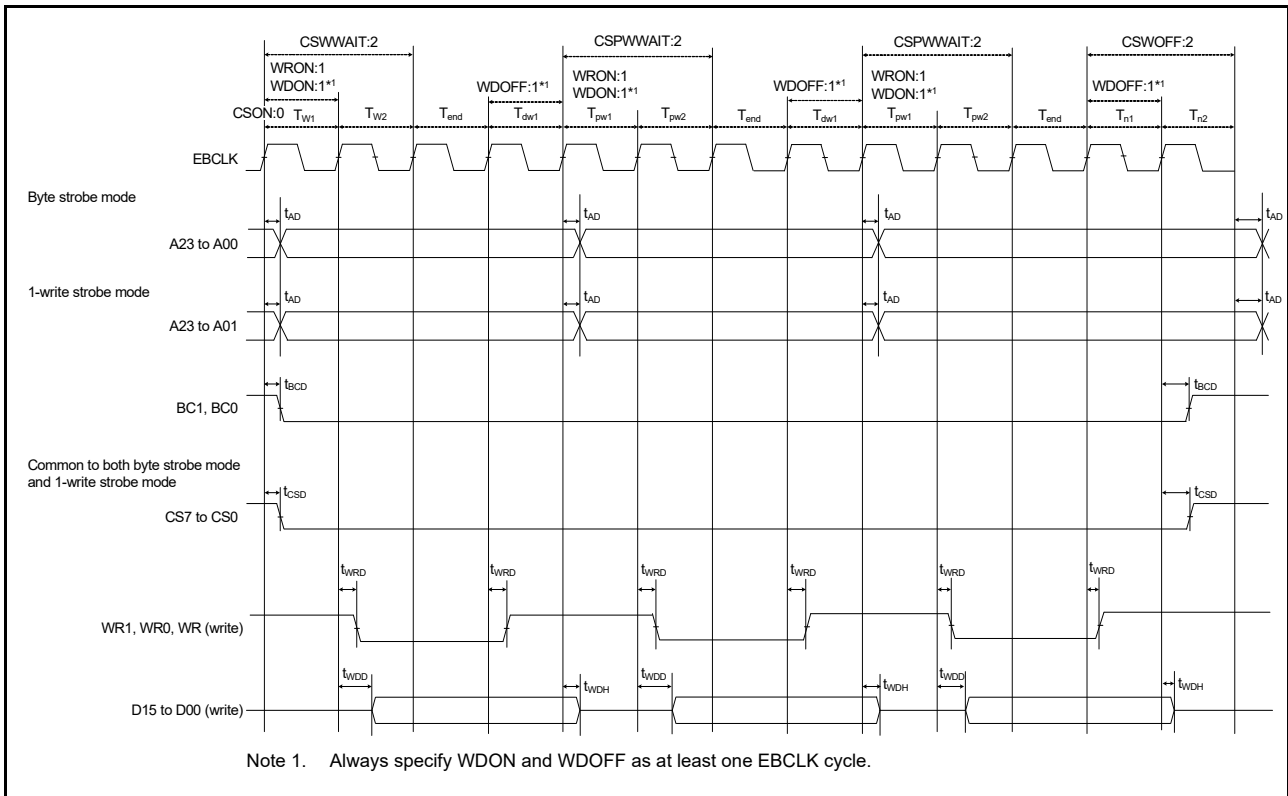 CSWWAIT:2 CSPWWAIT:2 CSPWWAIT:2 CSWOFF:2
WRON:1 WRON:1 WRON:1
WDON:1*1 WDOFF:1*1 WDON:1*1 WDOFF:1*1 WDON:1*1 WDOFF:1*1
CSON:0 TW1 TW2 Tend Tdw1 Tpw1 Tpw2 Tend Tdw1 Tpw1 Tpw2 Tend Tn1 Tn2
EBCLK
Byte strobe mode
tAD tAD tAD tAD
A23 to A00
1-write strobe mode
tAD tAD tAD tAD
A23 to A01
tBCD tBCD
BC1, BC0
Common to both byte strobe mode
and 1-write strobe mode
tCSD tCSD
CS7 to CS0
tWRD tWRD tWRD tWRD tWRD tWRD
WR1, WR0, WR (write)
tWDD tWDH tWDD tWDH tWDD tWDH
D15 to D00 (write)
Note 1. Always specify WDON and WDOFF as at least one EBCLK cycle.